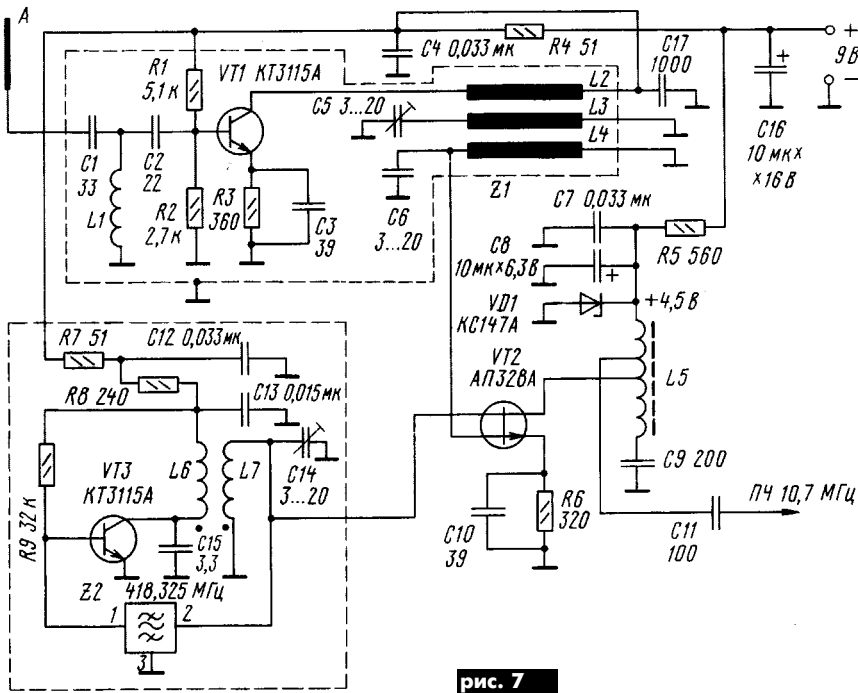 A
C4 0,033 мк
R4 51
C17
1000
+
9 В
−
+
C16
10 мк×
×16 В
R1
5,1 к
VT1 КТ3115А
C5 3...20
L2
L3
L4
Z1
C1
33
C2
22
L1
R2
2,7 к
R3
360
C3
39
C6
3...20
C7 0,033 мк
C8
10мк×6,3В
+
R5 560
VD1
КС147А
+4,5 В
R7 51
C12 0,033мк
R8 240
C13 0,015 мк
VT2
АП328А
L5
VT3
КТ3115А
L6
L7
C14
3...20
C9 200
R9 32 к
C15
3,3
C10
39
R6
320
ПЧ 10,7 МГц
C11
100
Z2 418,325 МГц
1
2
3
рис. 7